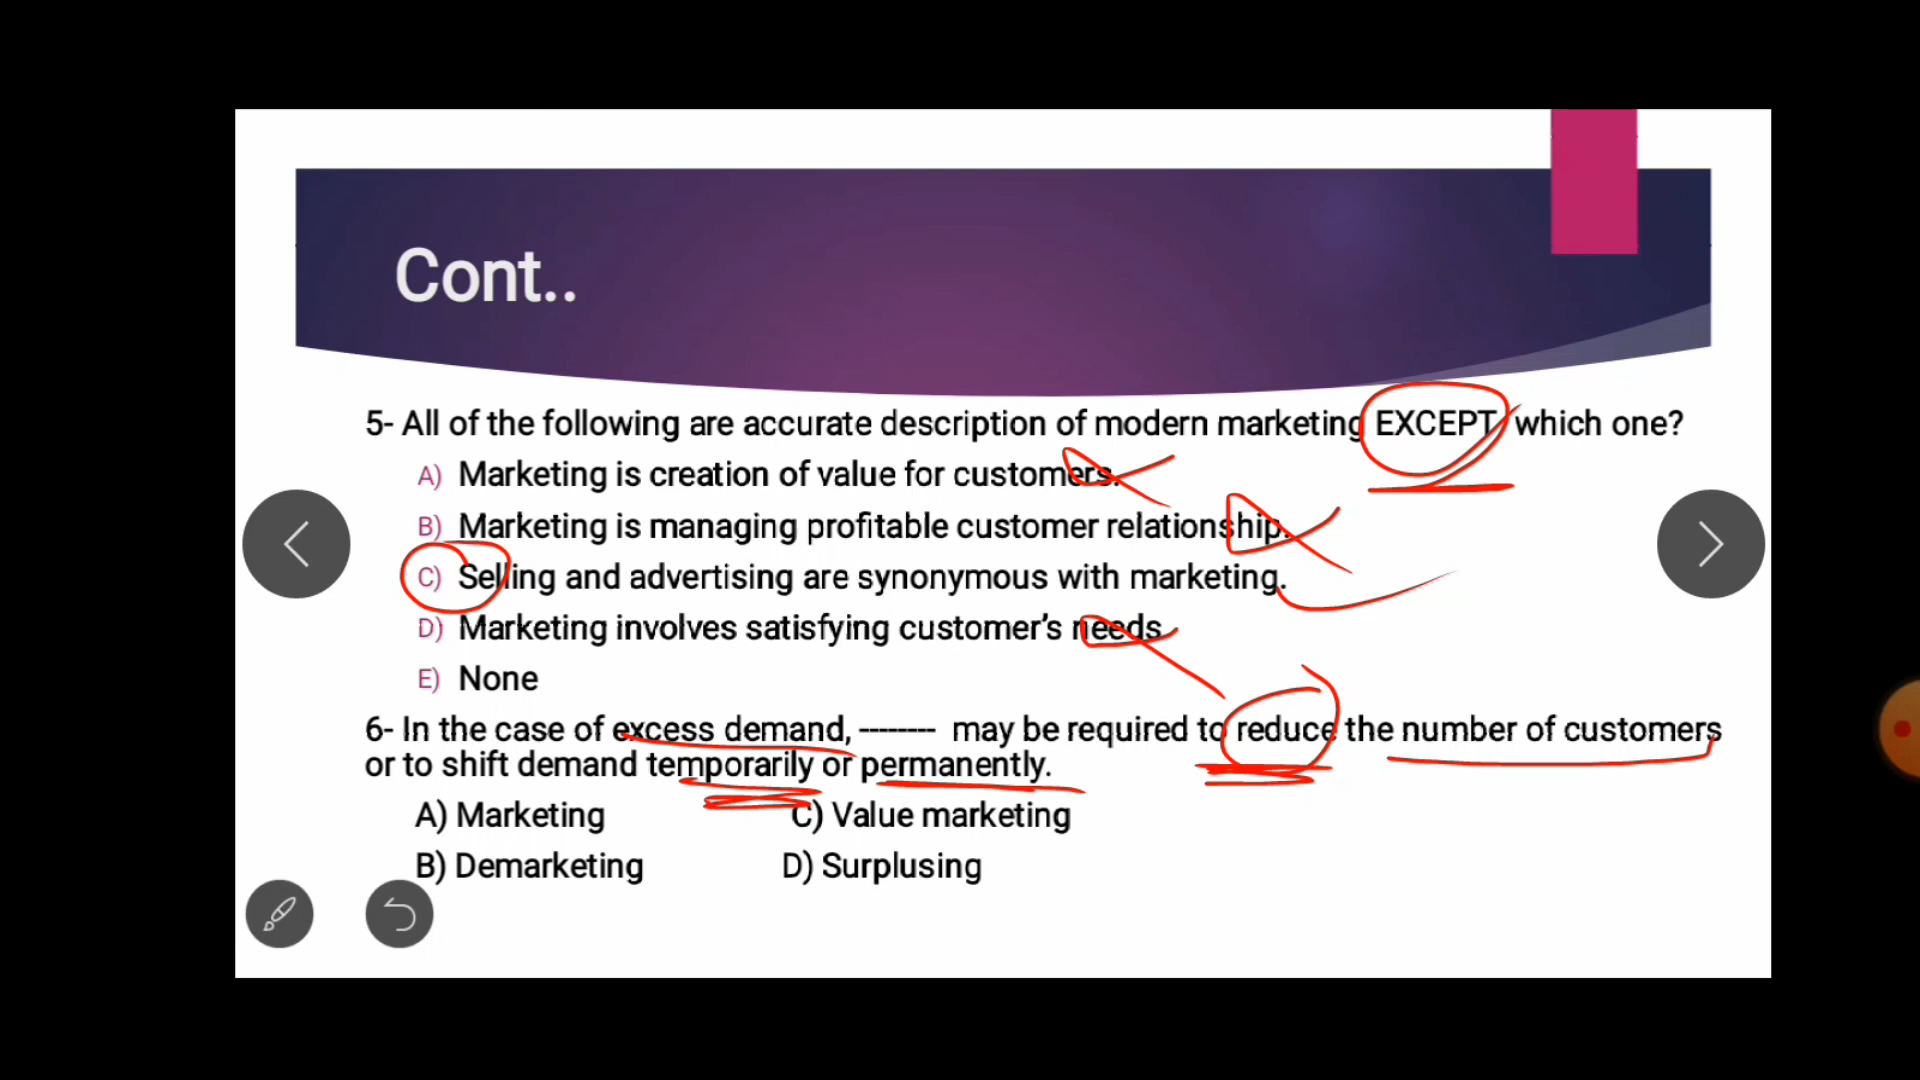 Cont..
5- All of the following are accurate description of modern marketing EXCEPT which one?
A) Marketing is creation of value for customers.
B) Marketing is managing profitable customer relationship.
C) Selling and advertising are synonymous with marketing.
D) Marketing involves satisfying customer's needs
E) None
6- In the case of excess demand, -------- may be required to reduce the number of customers
or to shift demand temporarily or permanently.
A) Marketing C) Value marketing
B) Demarketing D) Surplusing